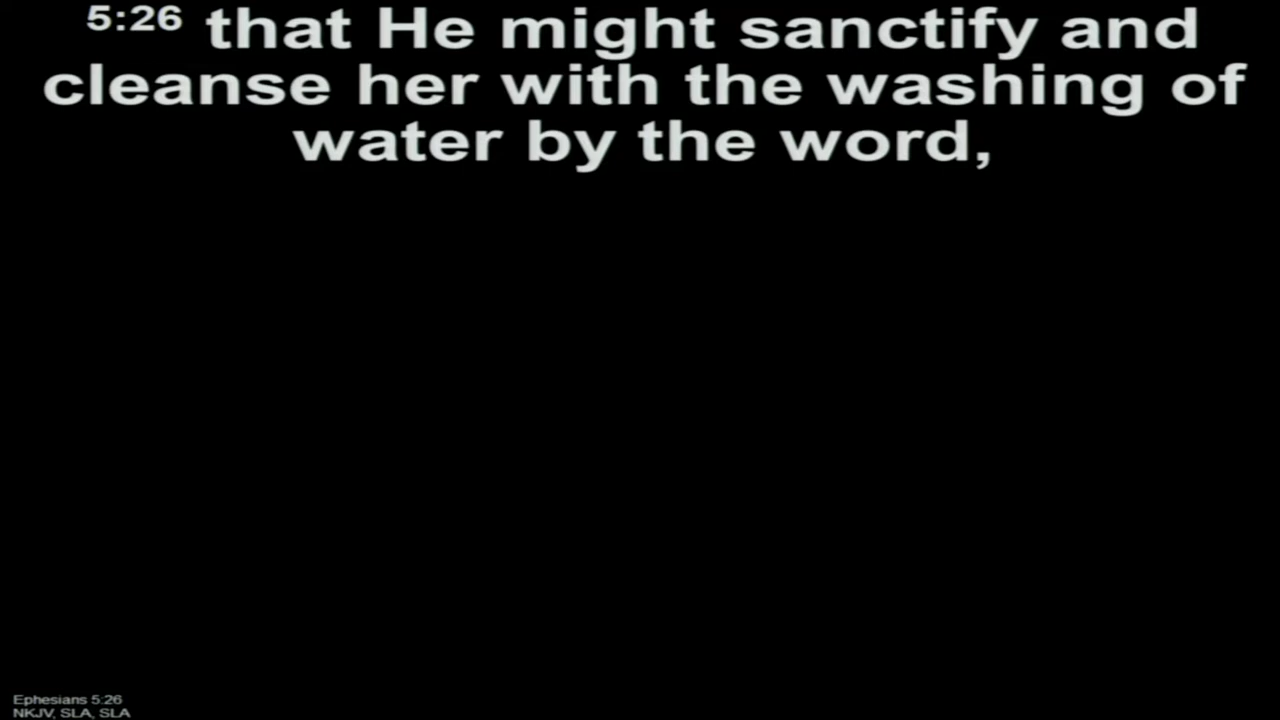 5:26 that He might sanctify and
cleanse her with the washing of
water by the word,
Ephesians 5:26
NKJV, SLA, SLA